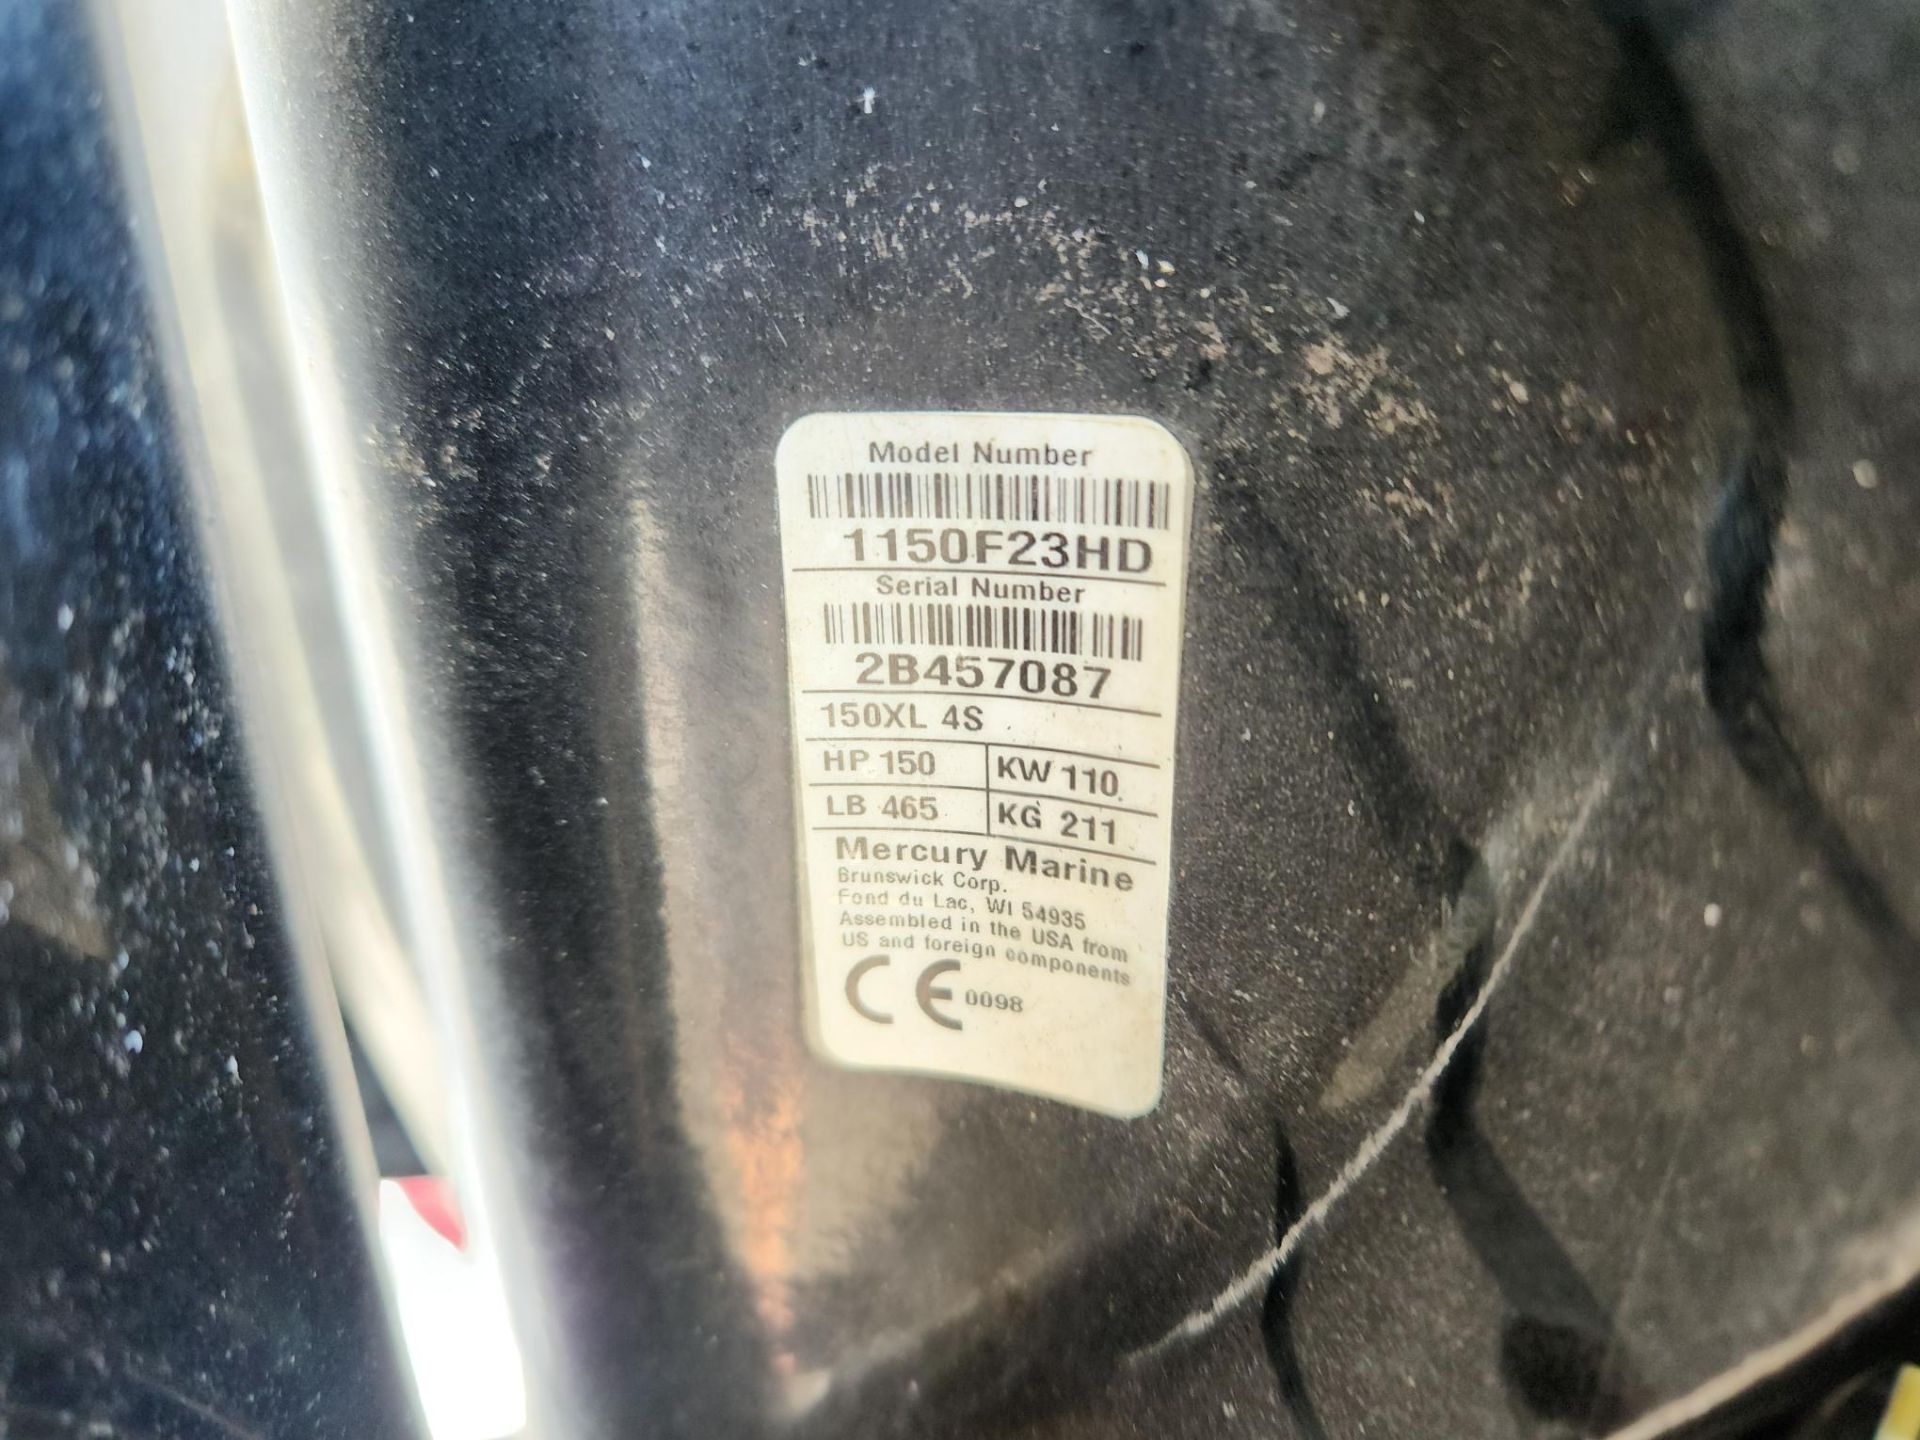 Model Number
1150F23HD
Serial Number
2B457087
150XL 4S
HP 150 KW 110
LB 465 KG 211
Mercury Marine
Brunswick Corp.
Fond du Lac, WI 54935
Assembled in the USA from
US and foreign components
CE 0098